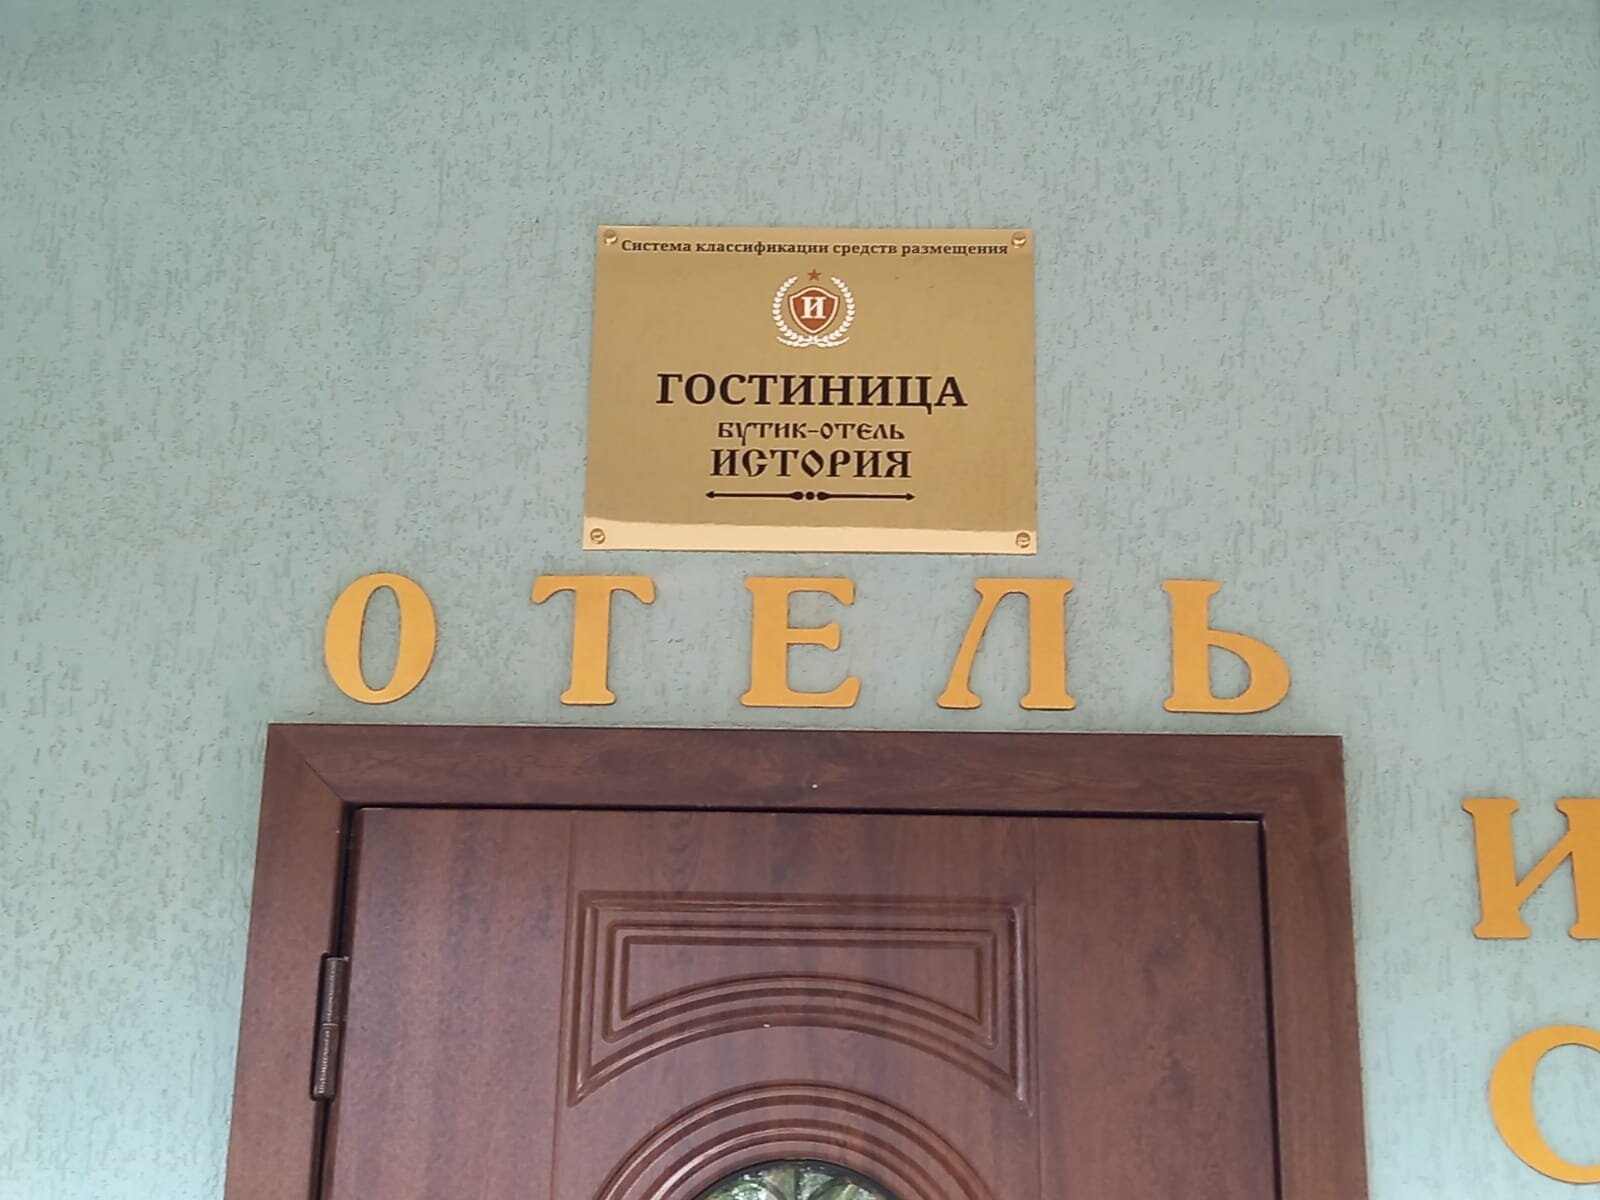 Система классификации средств размещения
И
ГОСТИНИЦА
БУТИК-ОТЕЛЬ
ИСТОРИЯ
ОТЕЛЬ
И
С